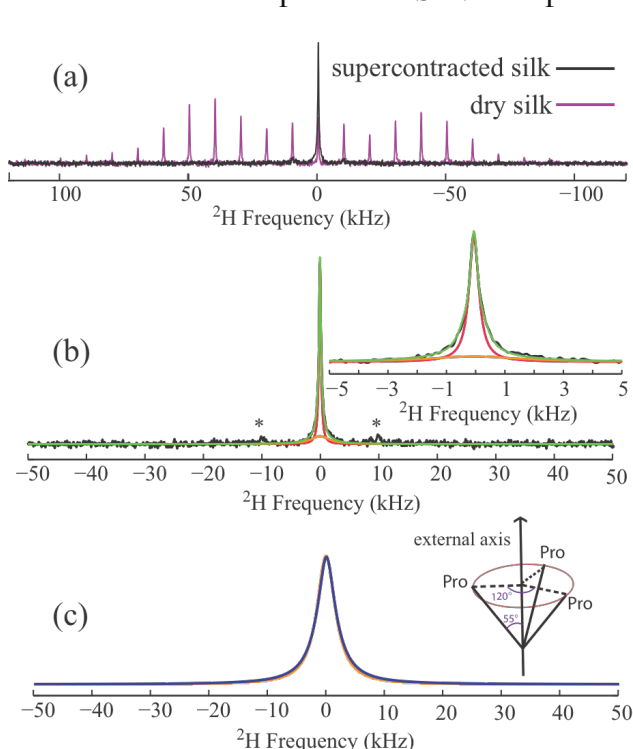 (a)
supercontracted silk
dry silk
100 50 0 −50 −100
²H Frequency (kHz)
(b)
−5 −3 −1 1 3 5
²H Frequency (kHz)
* *
−50 −40 −30 −20 −10 0 10 20 30 40 50
²H Frequency (kHz)
external axis
Pro
Pro
Pro
120°
55°
(c)
−50 −40 −30 −20 −10 0 10 20 30 40 50
²H Frequency (kHz)